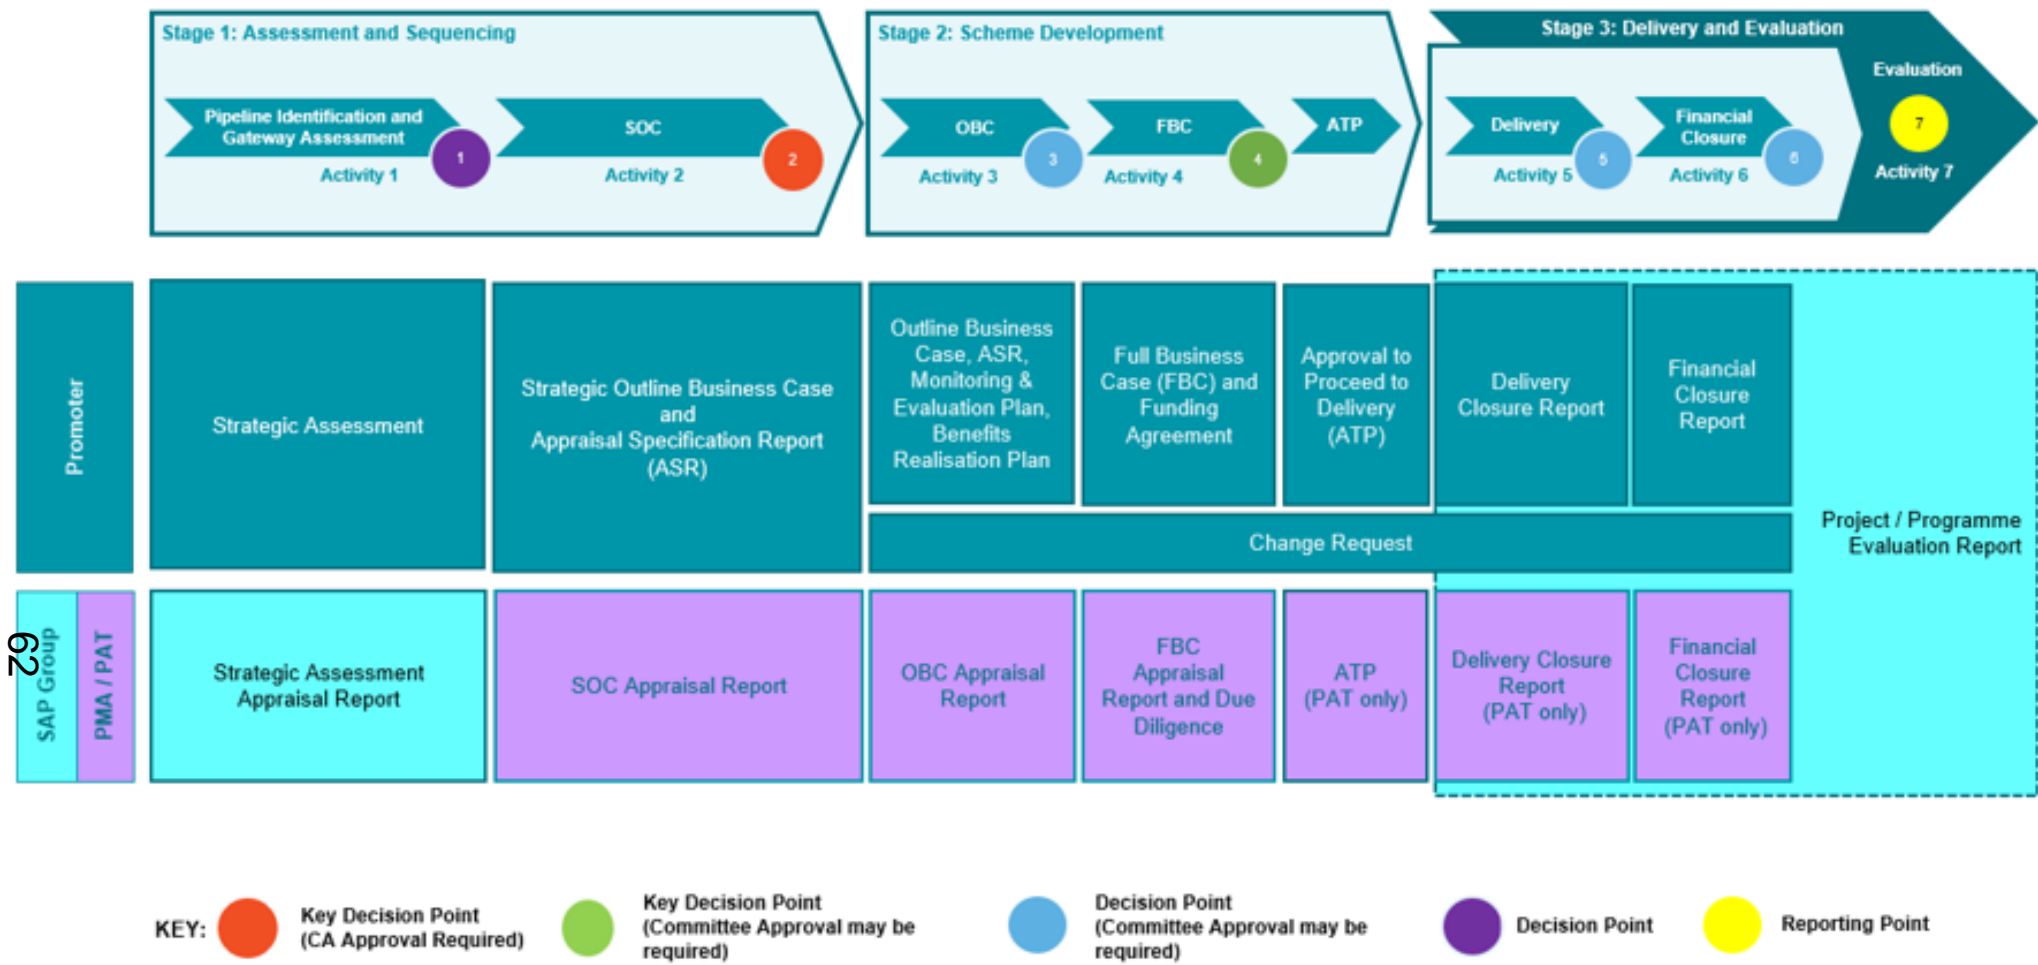 Stage 1: Assessment and Sequencing
Pipeline Identification and
Gateway Assessment
1
Activity 1
SOC
2
Activity 2
Stage 2: Scheme Development
OBC
3
Activity 3
FBC
4
Activity 4
ATP
Stage 3: Delivery and Evaluation
Delivery
5
Activity 5
Financial
Closure
6
Activity 6
Evaluation
7
Activity 7
Promoter
Strategic Assessment
Strategic Outline Business Case
and
Appraisal Specification Report
(ASR)
Outline Business
Case, ASR,
Monitoring &
Evaluation Plan,
Benefits
Realisation Plan
Full Business
Case (FBC) and
Funding
Agreement
Approval to
Proceed to
Delivery
(ATP)
Delivery
Closure Report
Financial
Closure
Report
Change Request
Project / Programme
Evaluation Report
62
SAP Group
PMA / PAT
Strategic Assessment
Appraisal Report
SOC Appraisal Report
OBC Appraisal
Report
FBC
Appraisal
Report and Due
Diligence
ATP
(PAT only)
Delivery Closure
Report
(PAT only)
Financial
Closure
Report
(PAT only)
KEY:
Key Decision Point
(CA Approval Required)
Key Decision Point
(Committee Approval may be
required)
Decision Point
(Committee Approval may be
required)
Decision Point
Reporting Point